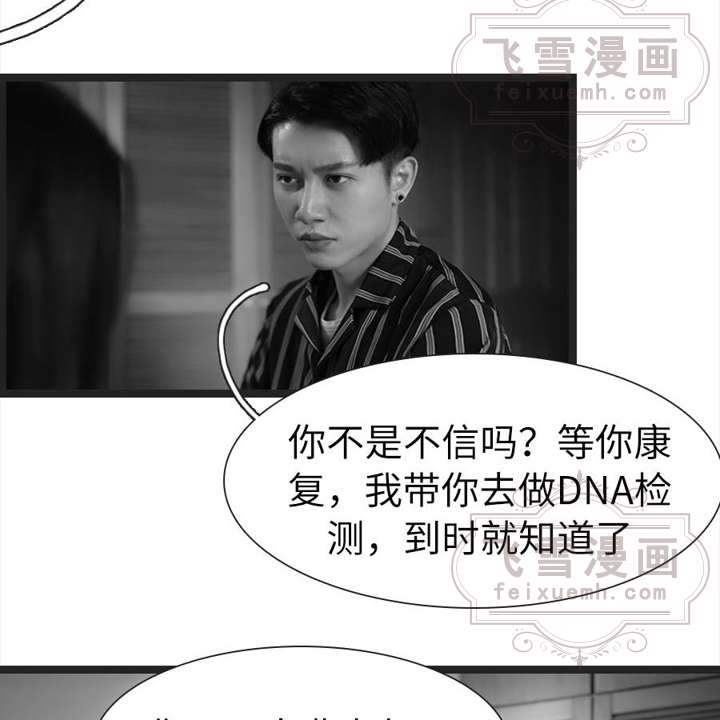 飞雪漫画
feixuemh.com
你不是不信吗？等你康
复，我带你去做DNA检
测，到时就知道了
飞雪漫画
feixuemh.com